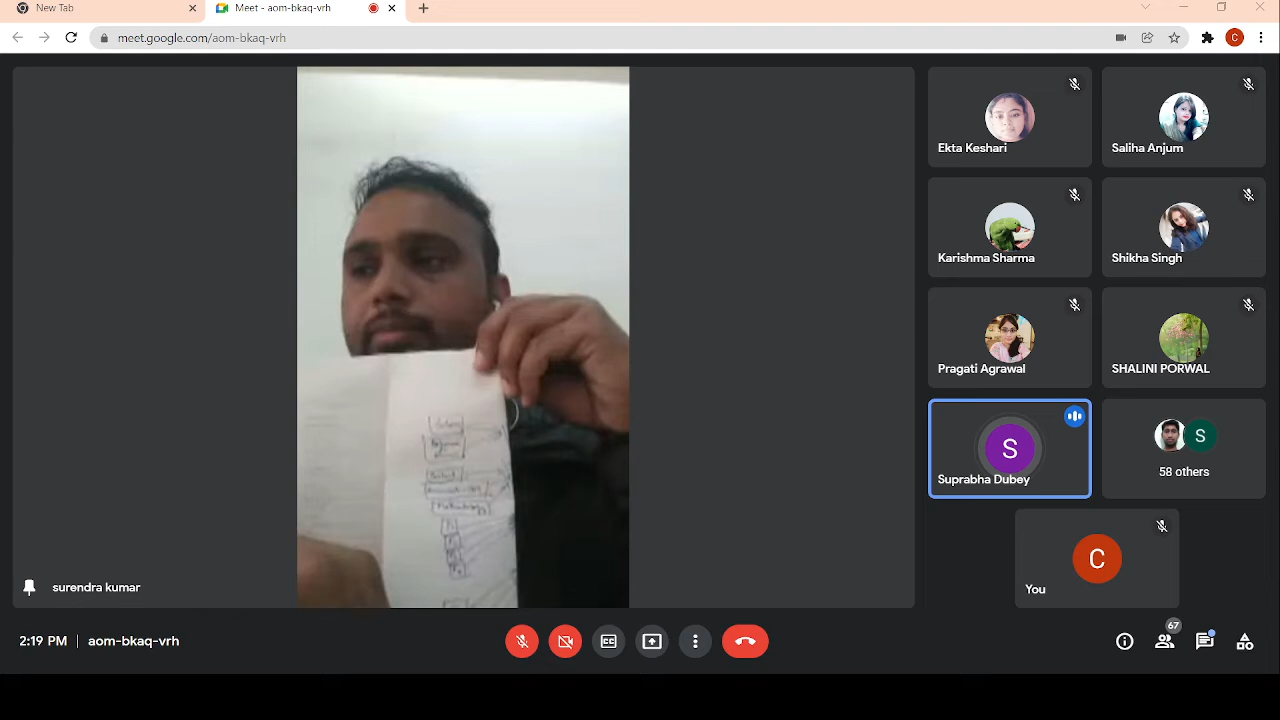 New Tab
Meet - aom-bkaq-vrh
meet.google.com/aom-bkaq-vrh
C
Ekta Keshari
Saliha Anjum
Karishma Sharma
Shikha Singh
Pragati Agrawal
SHALINI PORWAL
S
Suprabha Dubey
S
58 others
C
You
surendra kumar
2:19 PM | aom-bkaq-vrh
CC
67